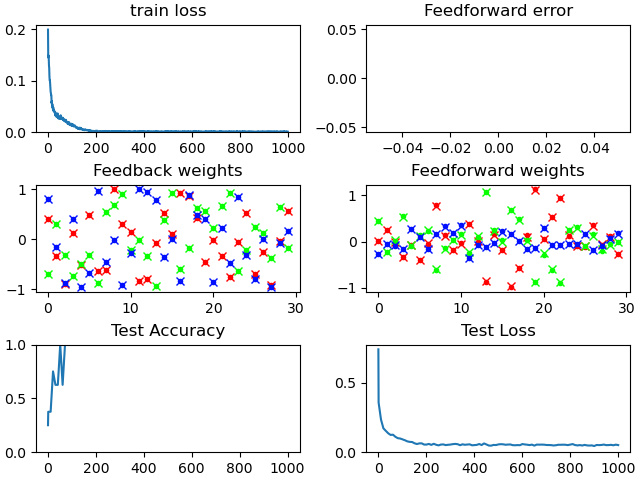 train loss
Feedforward error
0.2
0.1
0.0
0 200 400 600 800 1000
0.05
0.00
−0.05
−0.04 −0.02 0.00 0.02 0.04
Feedback weights
Feedforward weights
1
0
−1
0 10 20 30
1
0
−1
0 10 20 30
Test Accuracy
Test Loss
1.0
0.5
0.0
0 200 400 600 800 1000
0.5
0.0
0 200 400 600 800 1000